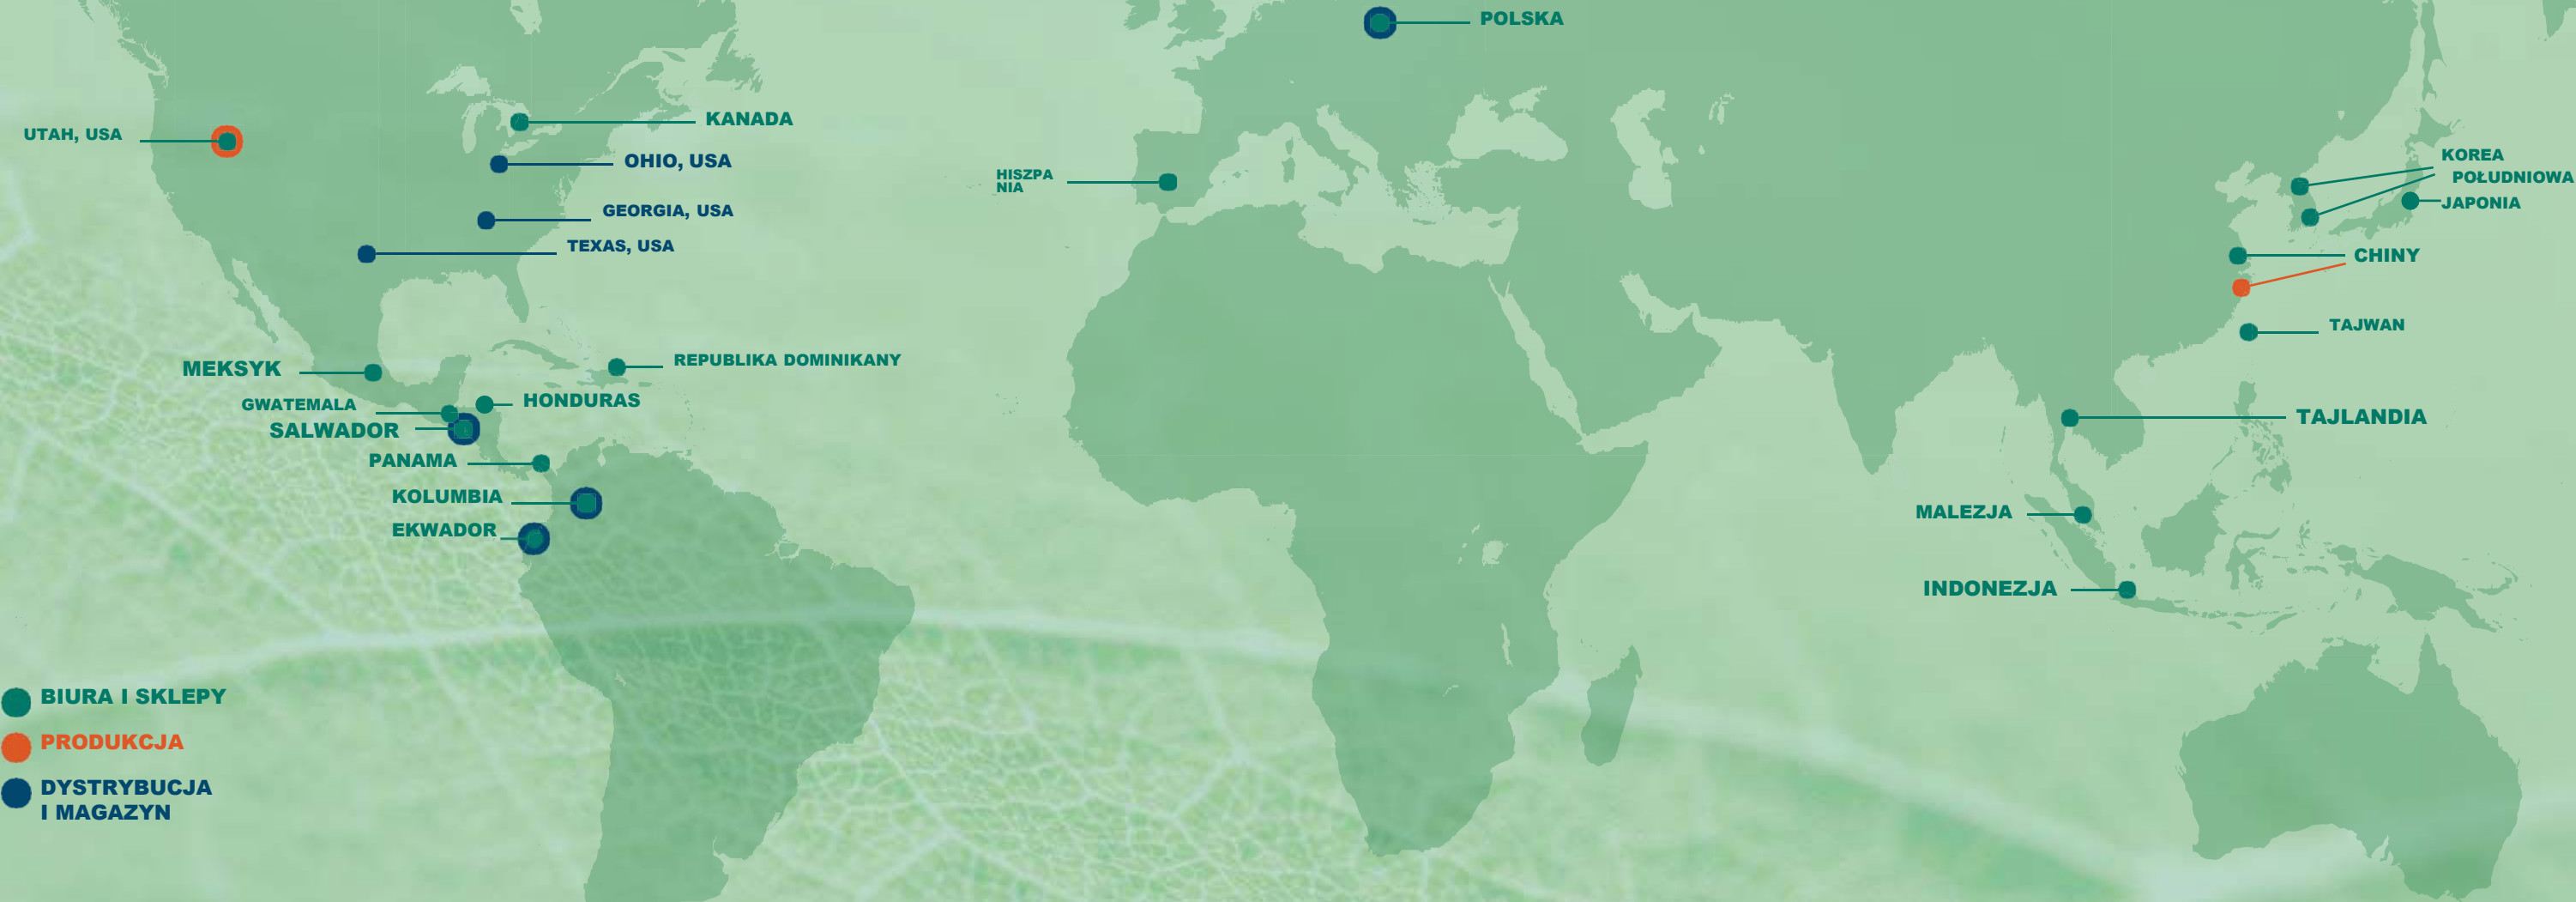 POLSKA
UTAH, USA
KANADA
OHIO, USA
GEORGIA, USA
TEXAS, USA
HISZPA
NIA
KOREA
POŁUDNIOWA
JAPONIA
CHINY
TAJWAN
MEKSYK
REPUBLIKA DOMINIKANY
GWATEMALA
HONDURAS
SALWADOR
TAJLANDIA
PANAMA
KOLUMBIA
EKWADOR
MALEZJA
INDONEZJA
BIURA I SKLEPY
PRODUKCJA
DYSTRYBUCJA
I MAGAZYN